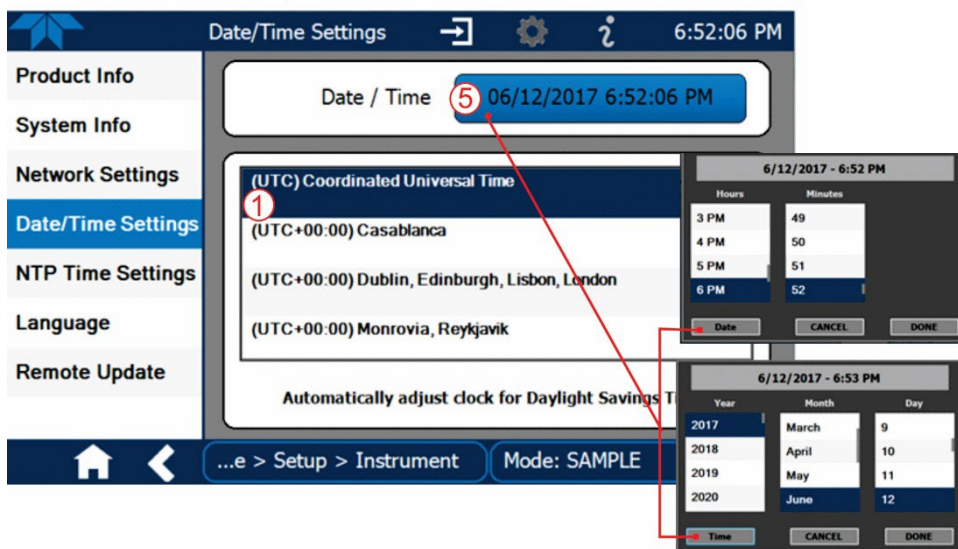 Date/Time Settings
6:52:06 PM
Product Info
System Info
Network Settings
Date/Time Settings
NTP Time Settings
Language
Remote Update
Date / Time
5
06/12/2017 6:52:06 PM
(UTC) Coordinated Universal Time
1
(UTC+00:00) Casablanca
(UTC+00:00) Dublin, Edinburgh, Lisbon, London
(UTC+00:00) Monrovia, Reykjavik
Automatically adjust clock for Daylight Savings
...e > Setup > Instrument
Mode: SAMPLE
6/12/2017 - 6:52 PM
Hours Minutes
3 PM 49
4 PM 50
5 PM 51
6 PM 52
Date CANCEL DONE
6/12/2017 - 6:53 PM
Year Month Day
2017 March 9
2018 April 10
2019 May 11
2020 June 12
Time CANCEL DONE